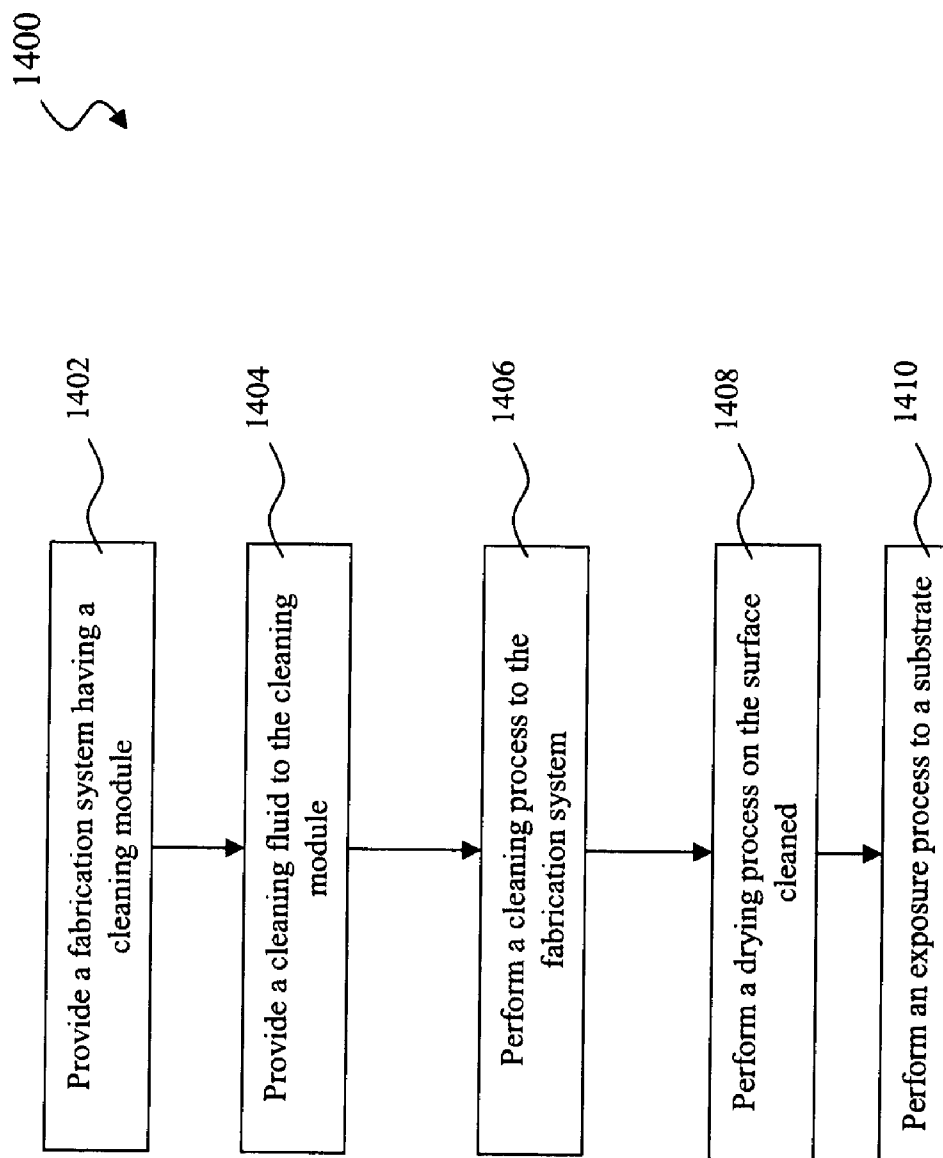 1400
Provide a fabrication system having a
cleaning module
1402
Provide a cleaning fluid to the cleaning
module
1404
Perform a cleaning process to the
fabrication system
1406
Perform a drying process on the surface
cleaned
1408
Perform an exposure process to a substrate
1410